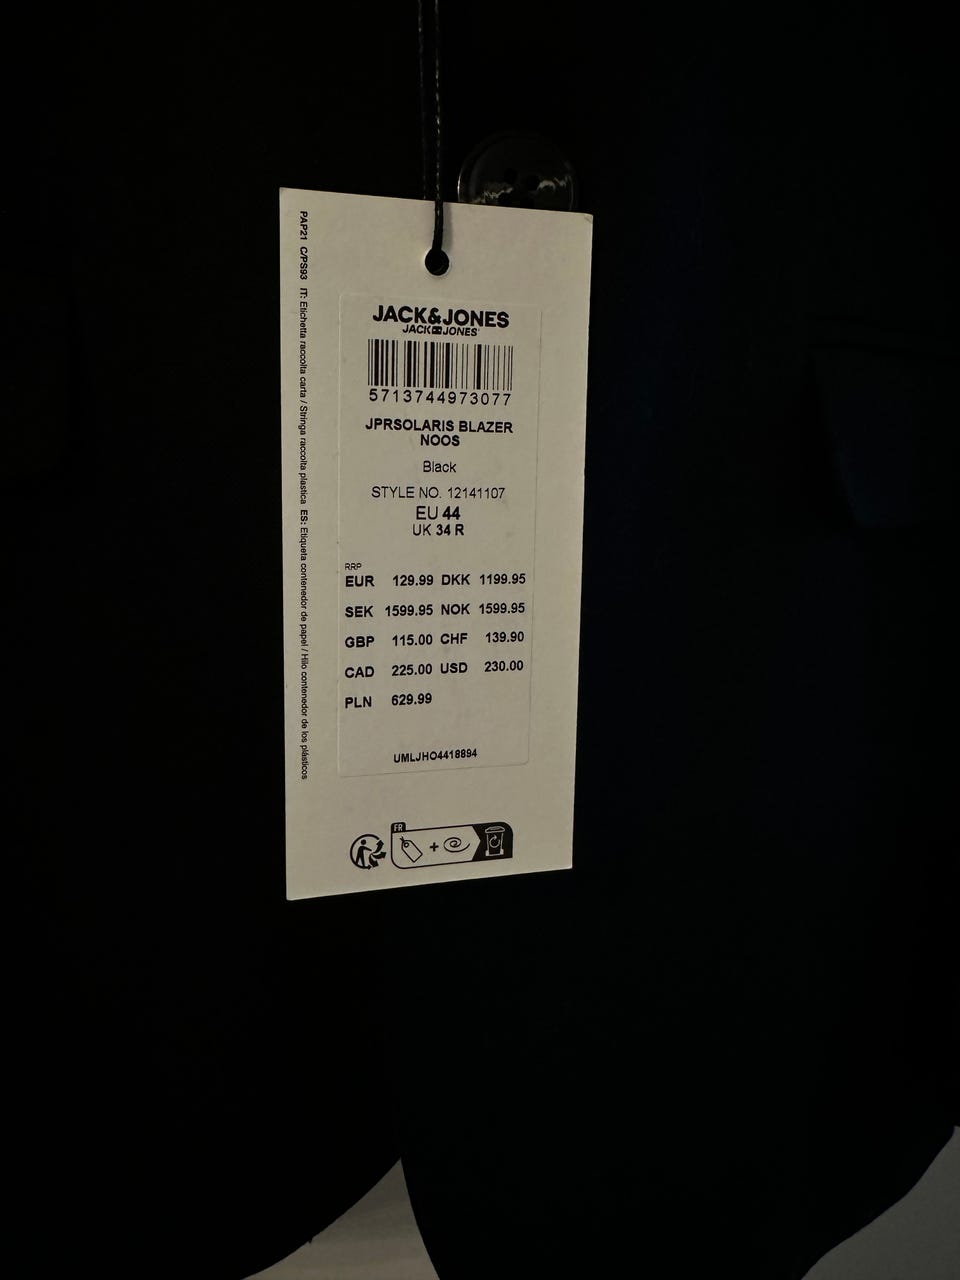 PAP21 C/PS93 IT: Etichetta raccolta carta / Stringa raccolta plastica ES: Etiqueta contenedor de papel / Hilo contenedor de los plásticos
JACK&JONES
JACK JONES
5713744973077
JPRSOLARIS BLAZER
NOOS
Black
STYLE NO. 12141107
EU 44
UK 34 R
RRP
EUR 129.99 DKK 1199.95
SEK 1599.95 NOK 1599.95
GBP 115.00 CHF 139.90
CAD 225.00 USD 230.00
PLN 629.99
UMLJHO4418894
FR
+